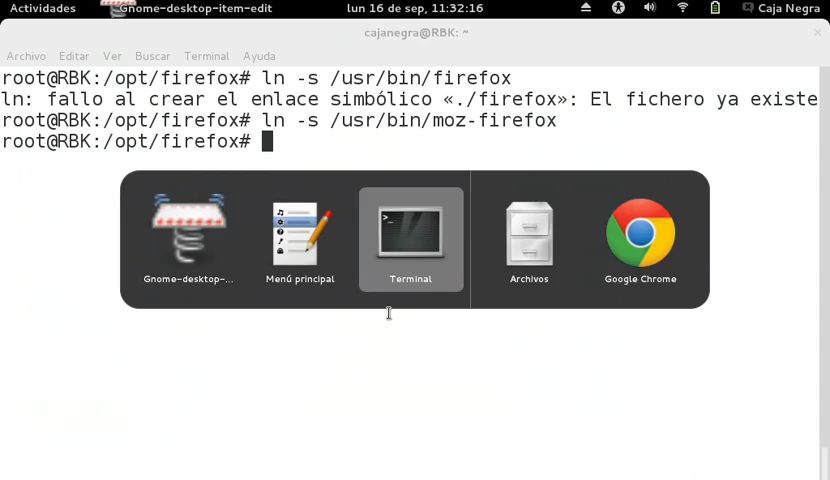 Actividades Gnome-desktop-item-edit lun 16 de sep, 11:32:16 Caja Negra
cajanegra@RBK: ~
Archivo Editar Ver Buscar Terminal Ayuda
root@RBK:/opt/firefox# ln -s /usr/bin/firefox
ln: fallo al crear el enlace simbólico «./firefox»: El fichero ya existe
root@RBK:/opt/firefox# ln -s /usr/bin/moz-firefox
root@RBK:/opt/firefox#
Gnome-desktop-... Menú principal Terminal Archivos Google Chrome